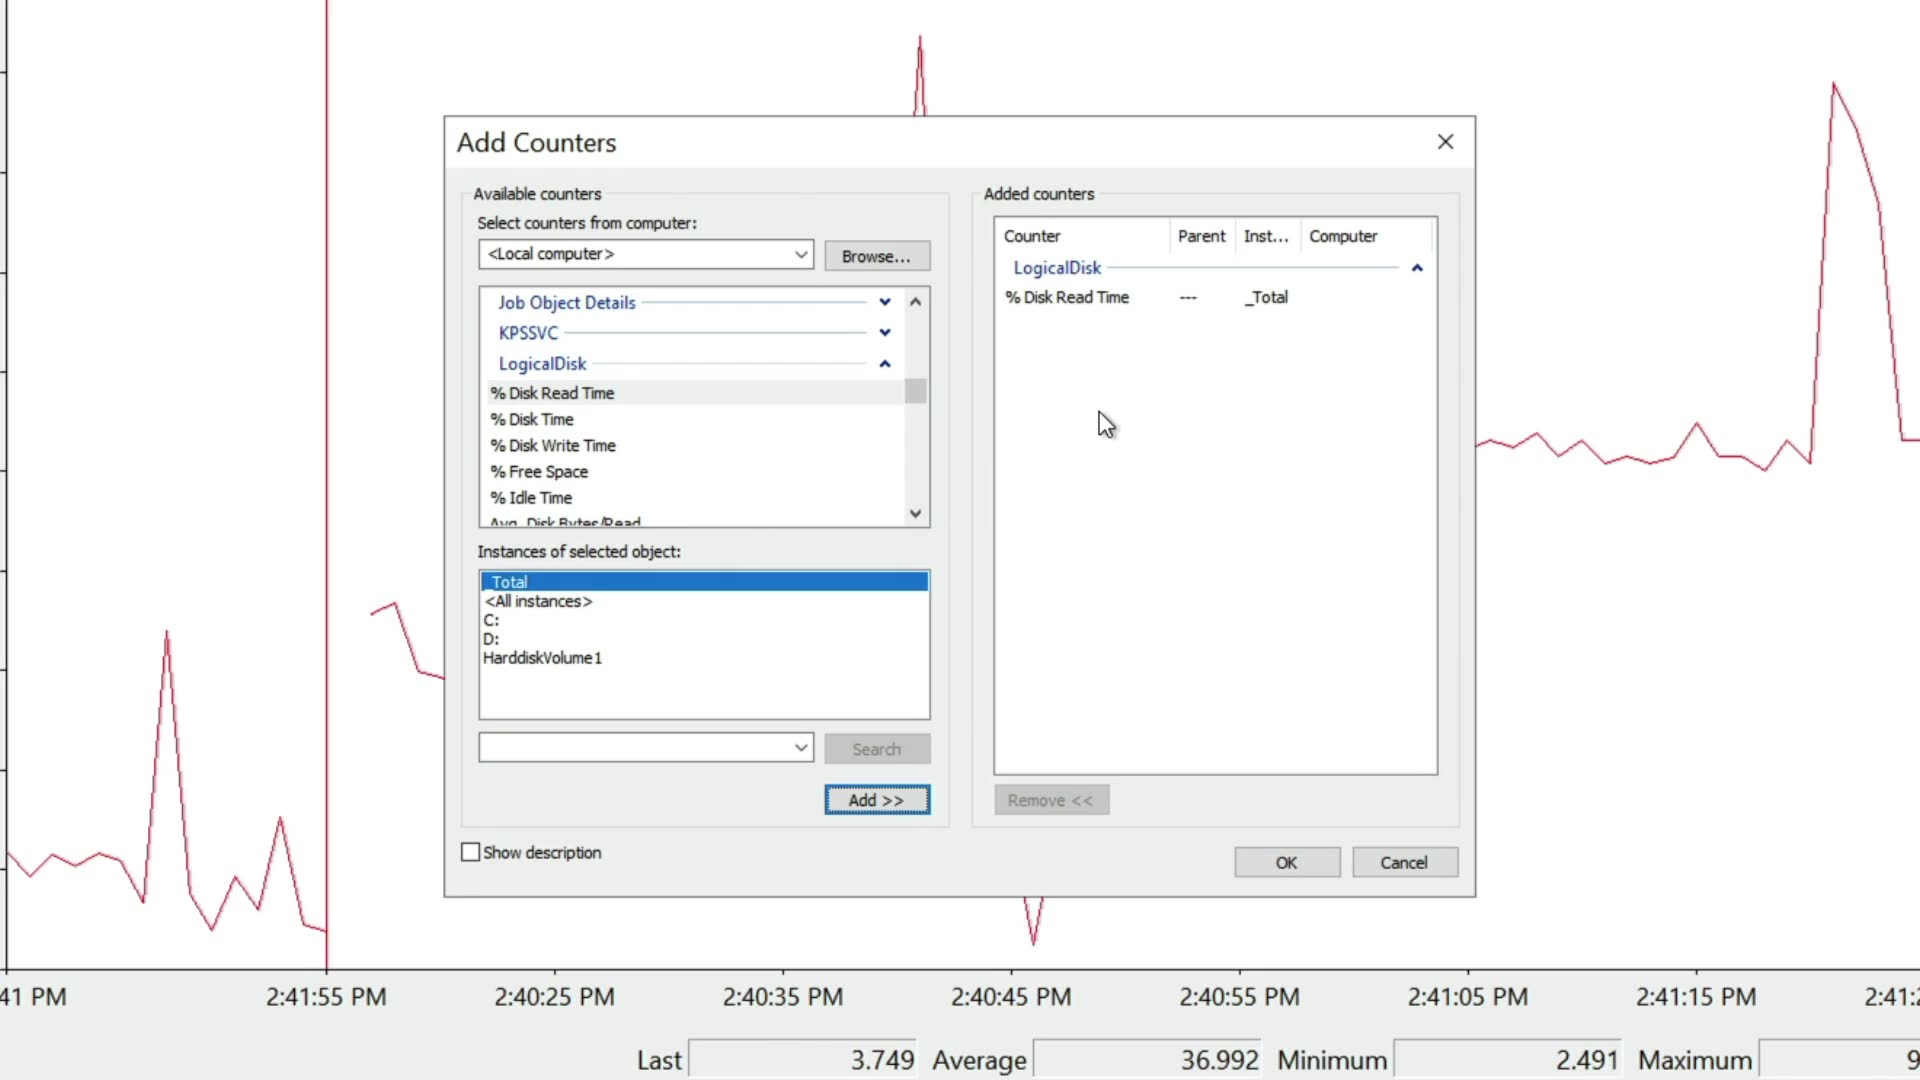 Add Counters
Available counters
Select counters from computer:
<Local computer>
Browse...
Job Object Details
KPSSVC
LogicalDisk
% Disk Read Time
% Disk Time
% Disk Write Time
% Free Space
% Idle Time
Avg. Disk Bytes/Read
Instances of selected object:
_Total
<All instances>
C:
D:
HarddiskVolume1
Search
Add >>
Show description
Added counters
Counter Parent Inst... Computer
LogicalDisk
% Disk Read Time --- _Total
Remove <<
OK Cancel
41 PM 2:41:55 PM 2:40:25 PM 2:40:35 PM 2:40:45 PM 2:40:55 PM 2:41:05 PM 2:41:15 PM 2:41:2
Last 3.749 Average 36.992 Minimum 2.491 Maximum 9